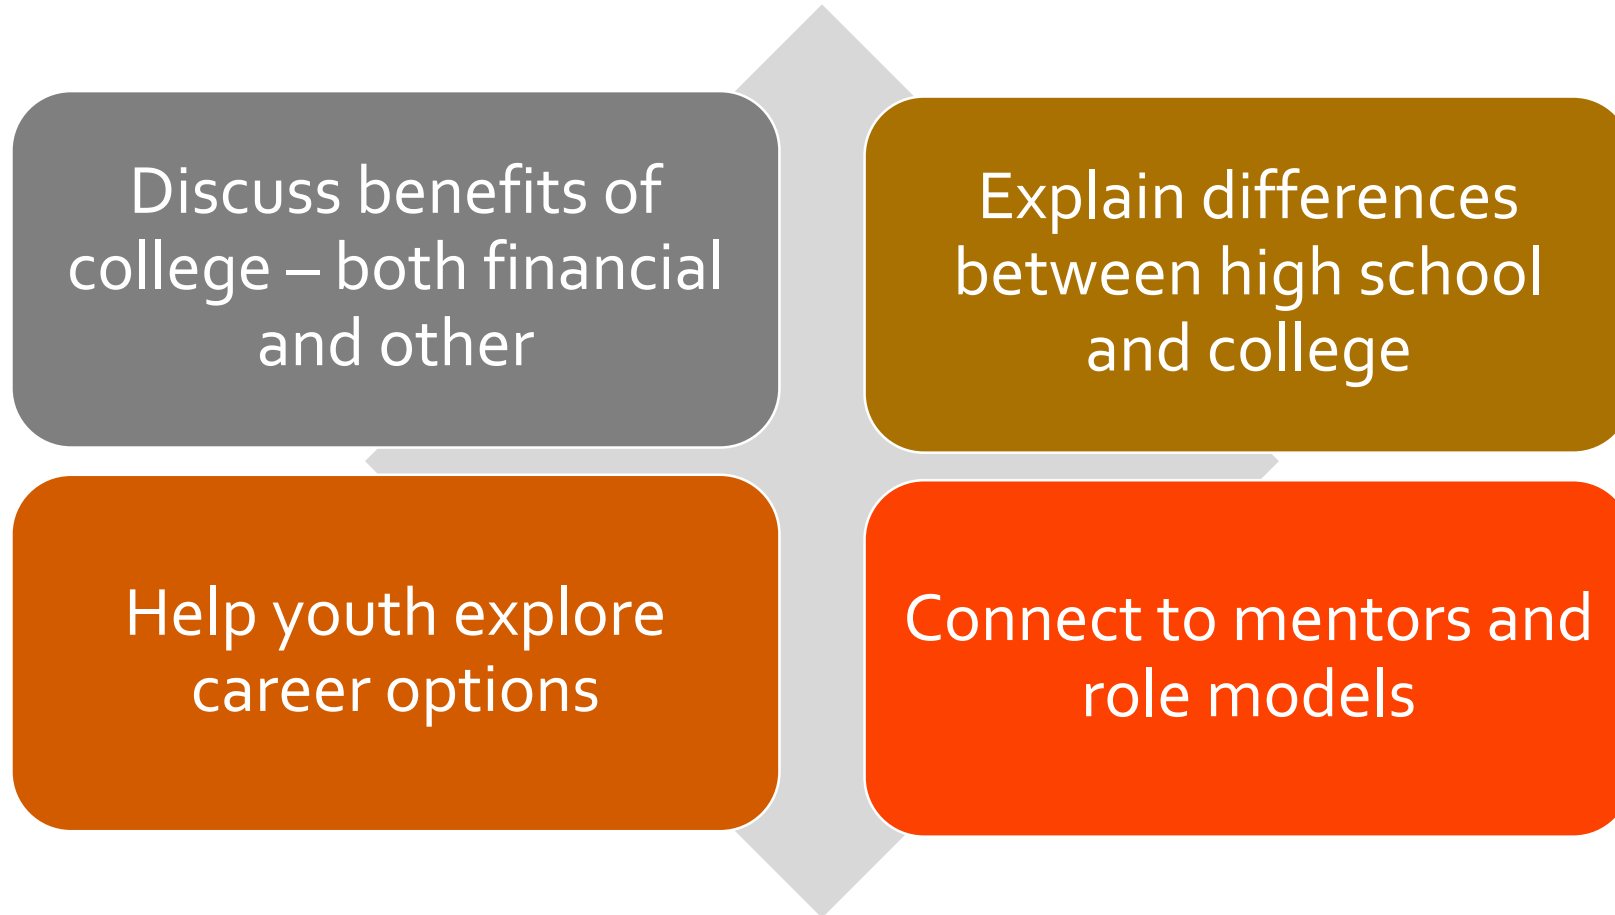 Discuss benefits of
college – both financial
and other
Explain differences
between high school
and college
Help youth explore
career options
Connect to mentors and
role models